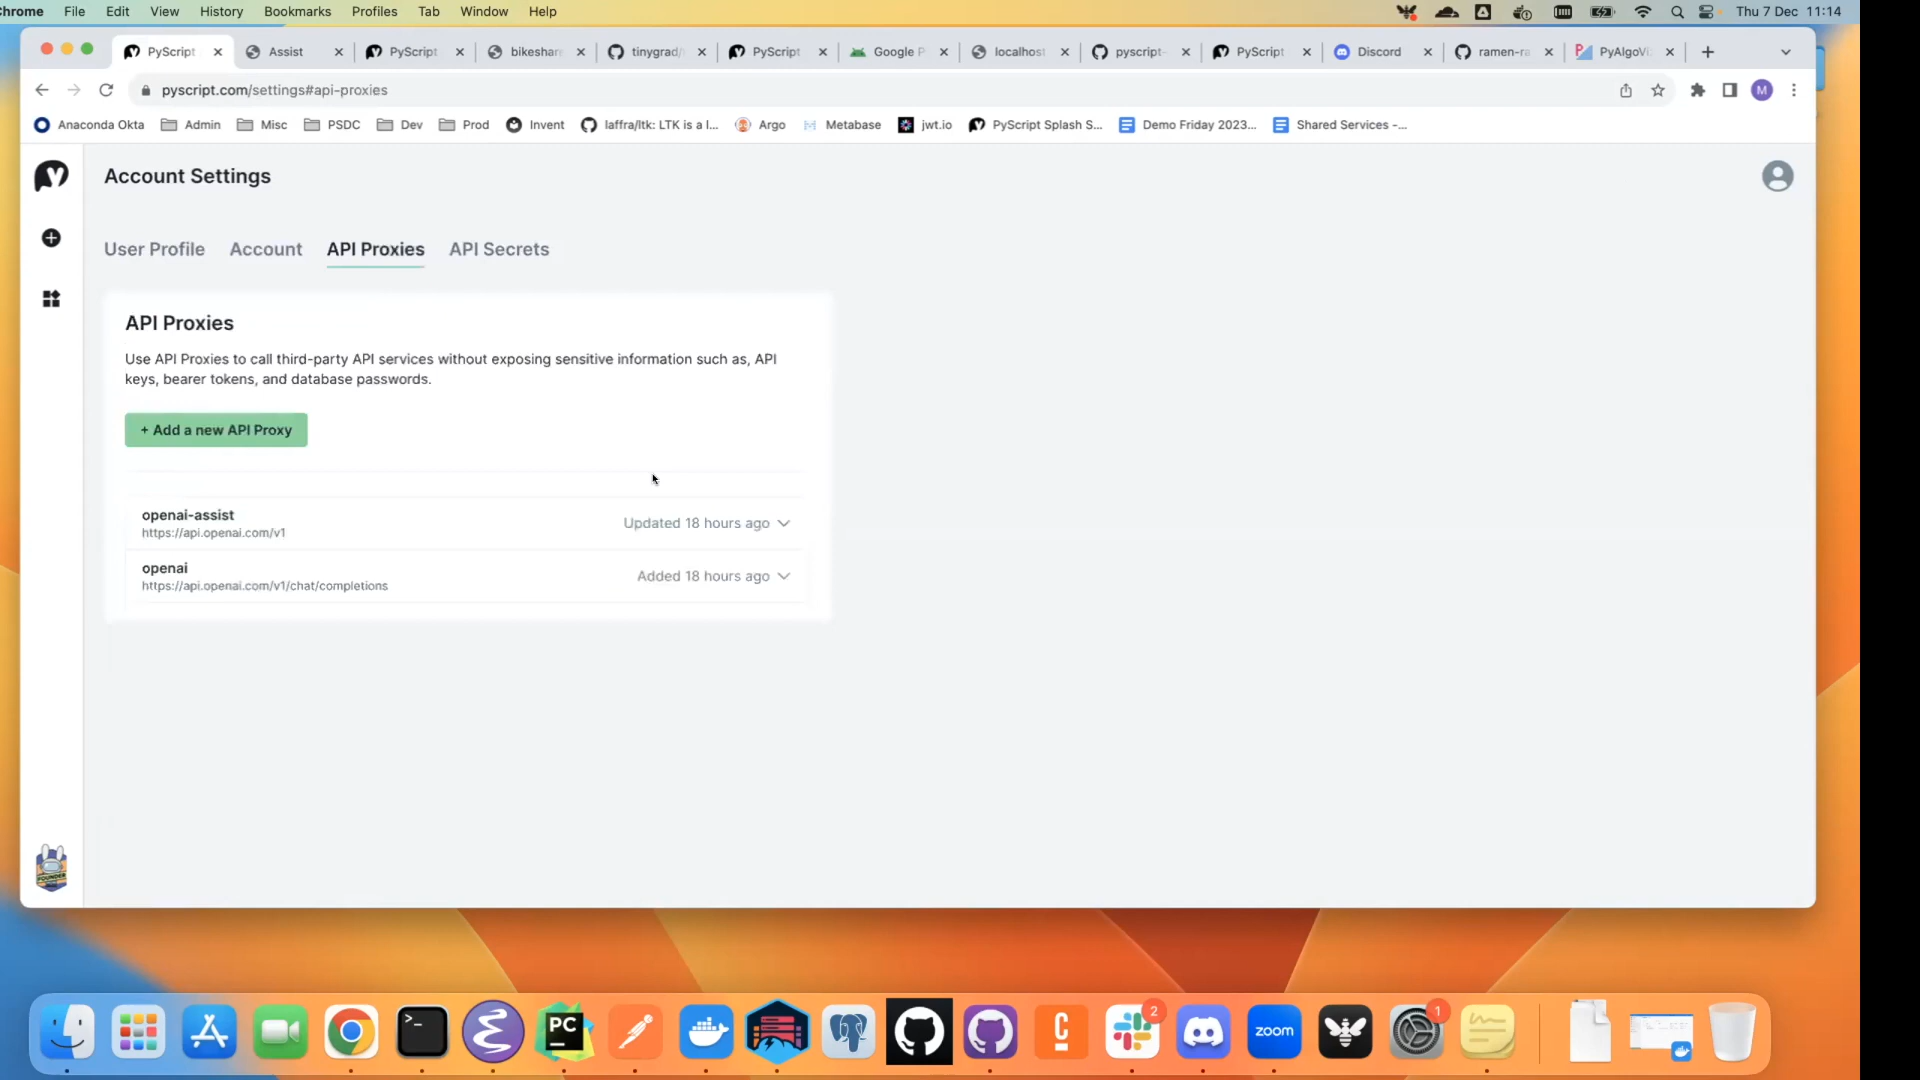 Chrome File Edit View History Bookmarks Profiles Tab Window Help Thu 7 Dec 11:14
PyScript Assist PyScript bikeshar tinygrad/ PyScript Google P localhost pyscript- PyScript Discord ramen-ra PyAlgoVi
pyscript.com/settings#api-proxies M
Anaconda Okta Admin Misc PSDC Dev Prod Invent laffra/ltk: LTK is a l... Argo Metabase jwt.io PyScript Splash S... Demo Friday 2023... Shared Services -...
Account Settings
User Profile Account API Proxies API Secrets
API Proxies
Use API Proxies to call third-party API services without exposing sensitive information such as, API
keys, bearer tokens, and database passwords.
+ Add a new API Proxy
openai-assist
https://api.openai.com/v1
Updated 18 hours ago
openai
https://api.openai.com/v1/chat/completions
Added 18 hours ago
FOUNDER
PC
zoom
2
1